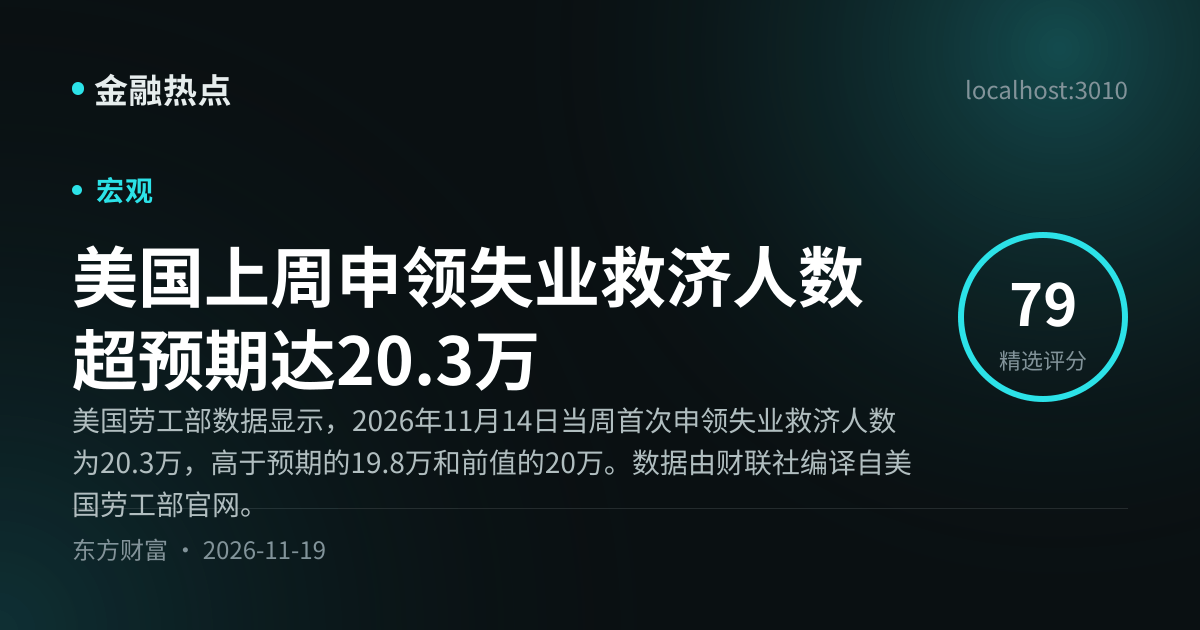 金融热点
localhost:3010
宏观
美国上周申领失业救济人数
超预期达20.3万
79
精选评分
美国劳工部数据显示，2026年11月14日当周首次申领失业救济人数
为20.3万，高于预期的19.8万和前值的20万。数据由财联社编译自美
国劳工部官网。
东方财富 · 2026-11-19